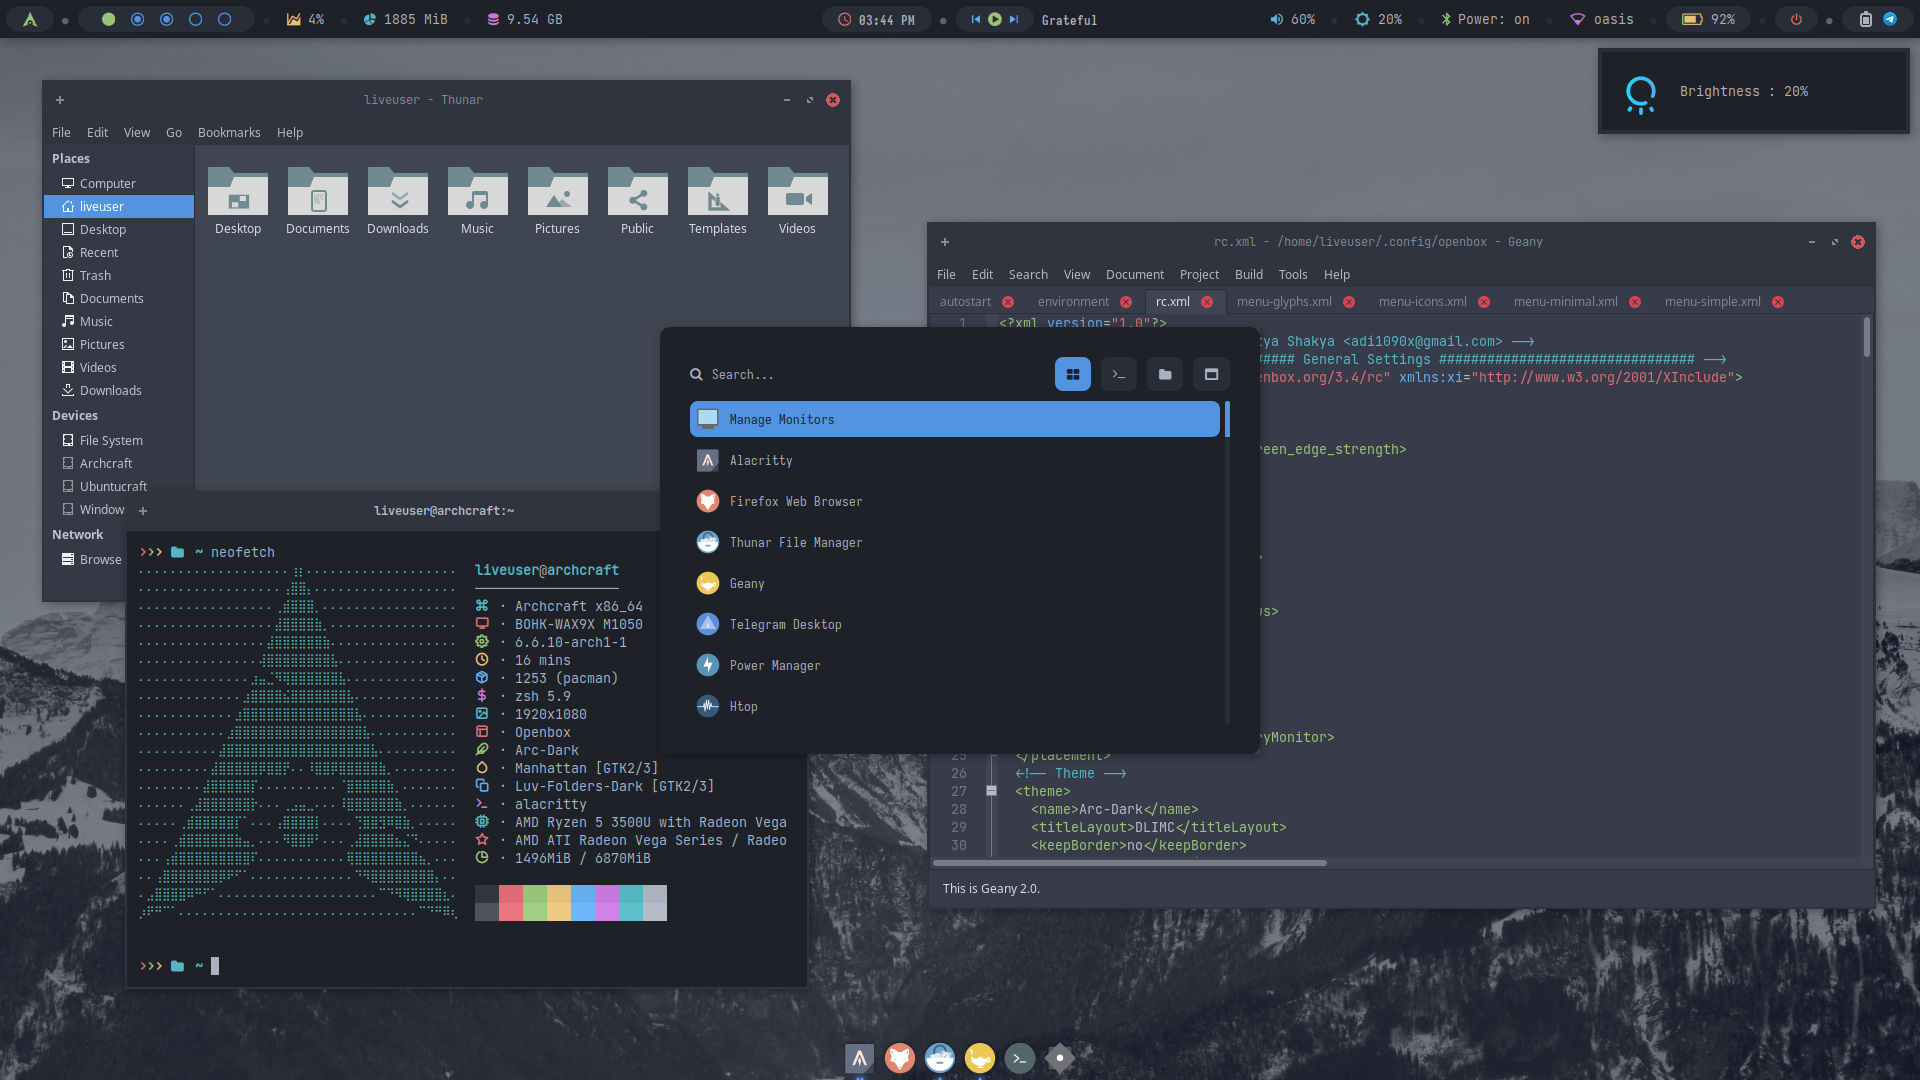 4%
1885 MiB
9.54 GB
03:44 PM
Grateful
60%
20%
Power: on
oasis
92%
Brightness : 20%
liveuser - Thunar
File Edit View Go Bookmarks Help
Places
Computer
liveuser
Desktop
Recent
Trash
Documents
Music
Pictures
Videos
Downloads
Devices
File System
Archcraft
Ubuntucraft
Window
Network
Browse
Desktop Documents Downloads Music Pictures Public Templates Videos
rc.xml - /home/liveuser/.config/openbox - Geany
File Edit Search View Document Project Build Tools Help
autostart environment rc.xml menu-glyphs.xml menu-icons.xml menu-minimal.xml menu-simple.xml
1 <?xml version="1.0"?>
tya Shakya <adi1090x@gmail.com> -->
##### General Settings ################################ -->
enbox.org/3.4/rc" xmlns:xi="http://www.w3.org/2001/XInclude">
reen_edge_strength>
us>
yMonitor>
25 </placement>
26 <!-- Theme -->
27 <theme>
28 <name>Arc-Dark</name>
29 <titleLayout>DLIMC</titleLayout>
30 <keepBorder>no</keepBorder>
This is Geany 2.0.
Search...
Manage Monitors
Alacritty
Firefox Web Browser
Thunar File Manager
Geany
Telegram Desktop
Power Manager
Htop
liveuser@archcraft:~
>>> ~ neofetch
liveuser@archcraft
· Archcraft x86_64
· BOHK-WAX9X M1050
· 6.6.10-arch1-1
· 16 mins
· 1253 (pacman)
· zsh 5.9
· 1920x1080
· Openbox
· Arc-Dark
· Manhattan [GTK2/3]
· Luv-Folders-Dark [GTK2/3]
· alacritty
· AMD Ryzen 5 3500U with Radeon Vega
· AMD ATI Radeon Vega Series / Radeo
· 1496MiB / 6870MiB
>>> ~